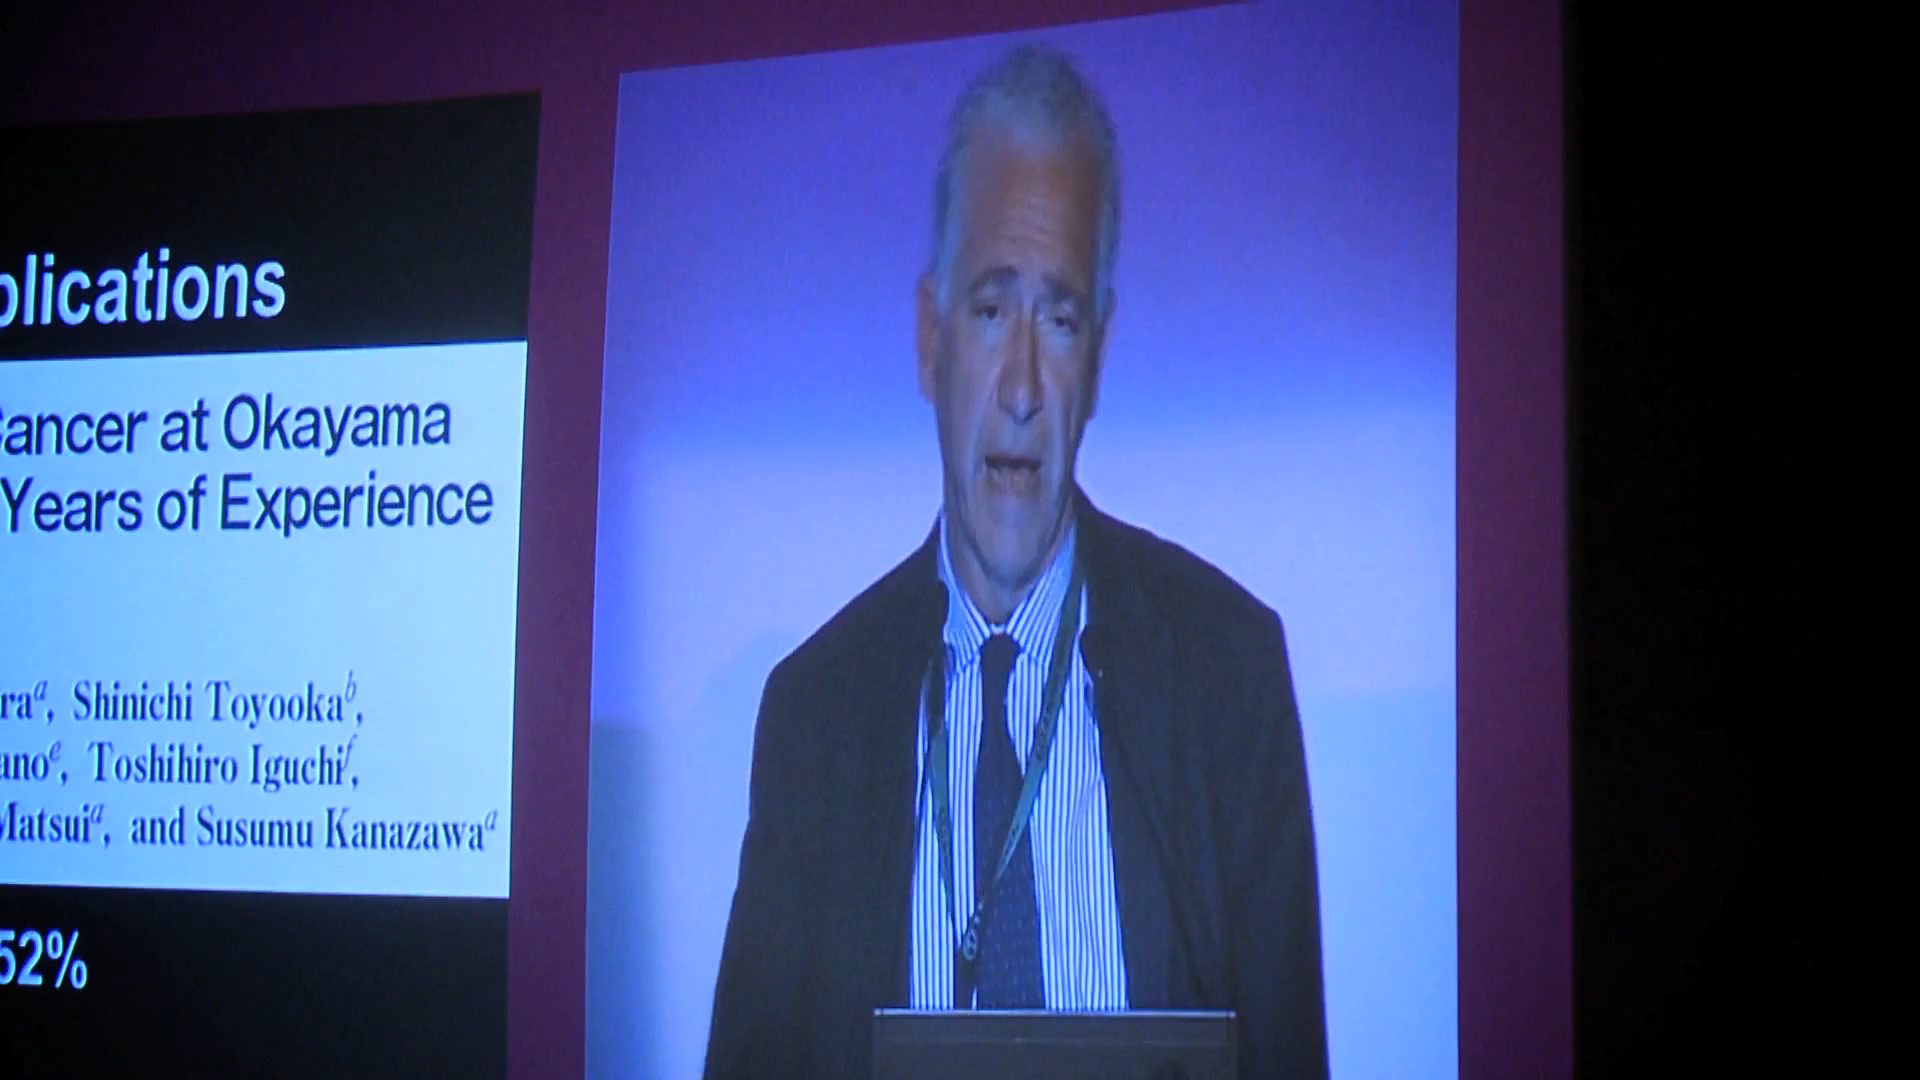 plications
Cancer at Okayama
Years of Experience
raᵃ, Shinichi Toyookaᵇ,
anoᵉ, Toshihiro Iguchiᶠ,
Matsuiᵃ, and Susumu Kanazawaᵃ
52%